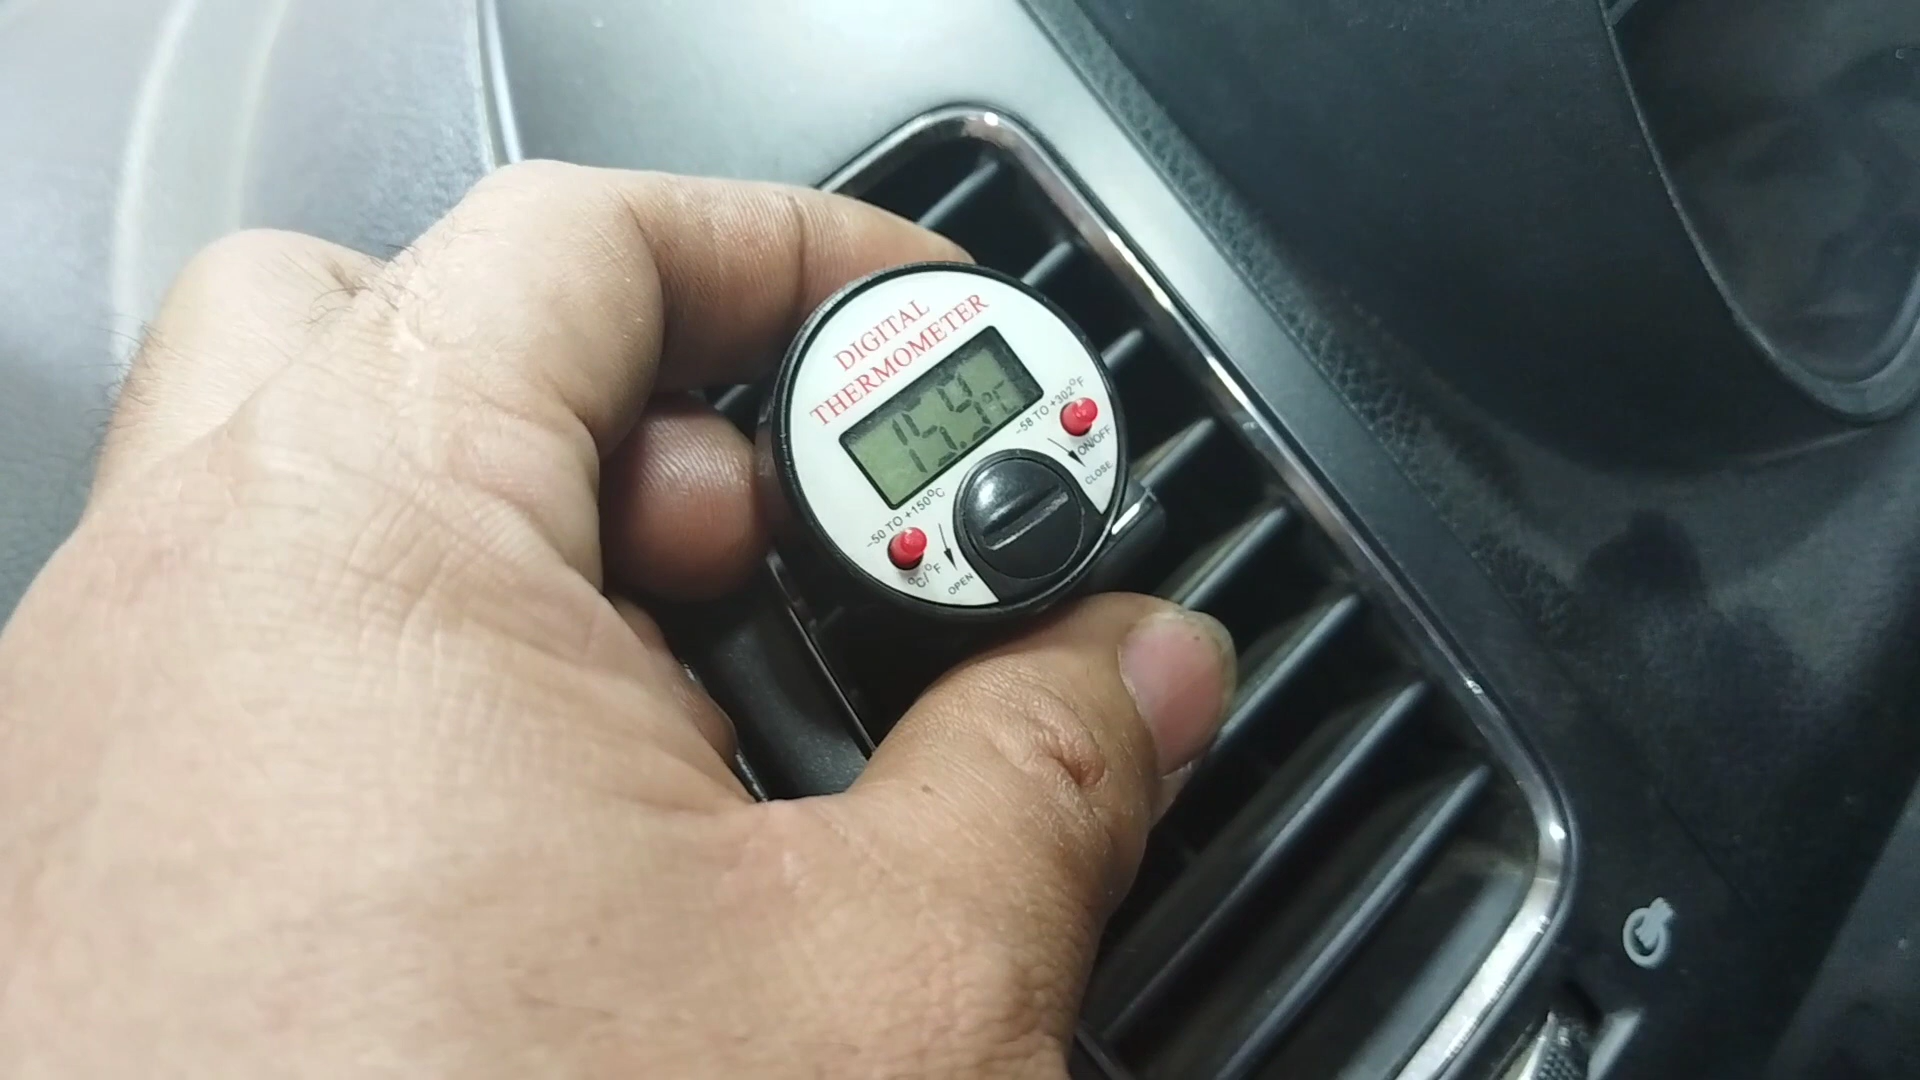 DIGITAL
THERMOMETER
15.9°C
-58 TO +302°F
ON/OFF
CLOSE
-50 TO +150°C
°C/°F
OPEN